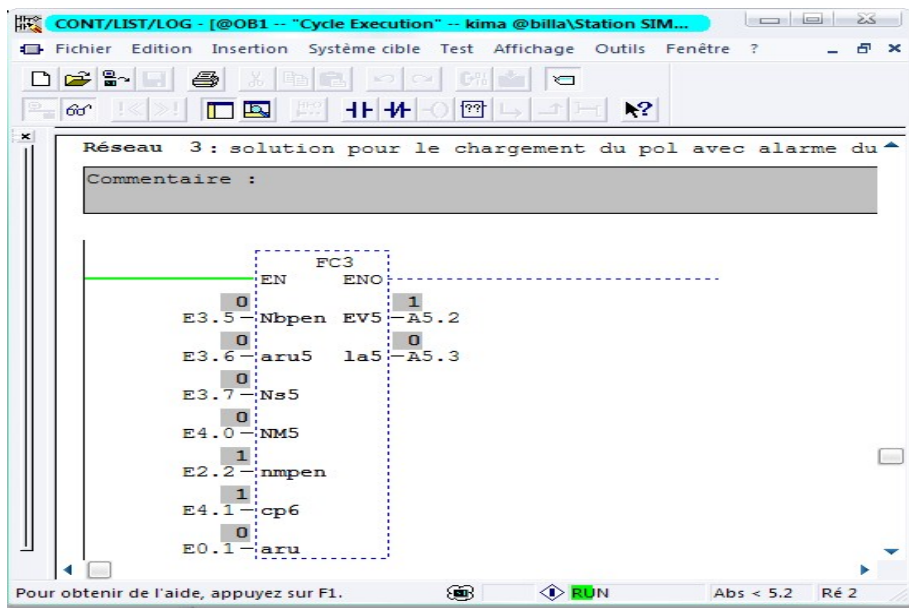 CONT/LIST/LOG - [@OB1 -- "Cycle Execution" -- kima @billa\Station SIM...
Fichier Edition Insertion Système cible Test Affichage Outils Fenêtre ?
Réseau 3 : solution pour le chargement du pol avec alarme du
Commentaire :
FC3
EN ENO
0 1
E3.5 Nbpen EV5 A5.2
0 0
E3.6 aru5 la5 A5.3
0
E3.7 Ns5
0
E4.0 NM5
1
E2.2 nmpen
1
E4.1 cp6
0
E0.1 aru
Pour obtenir de l'aide, appuyez sur F1. RUN Abs < 5.2 Ré 2